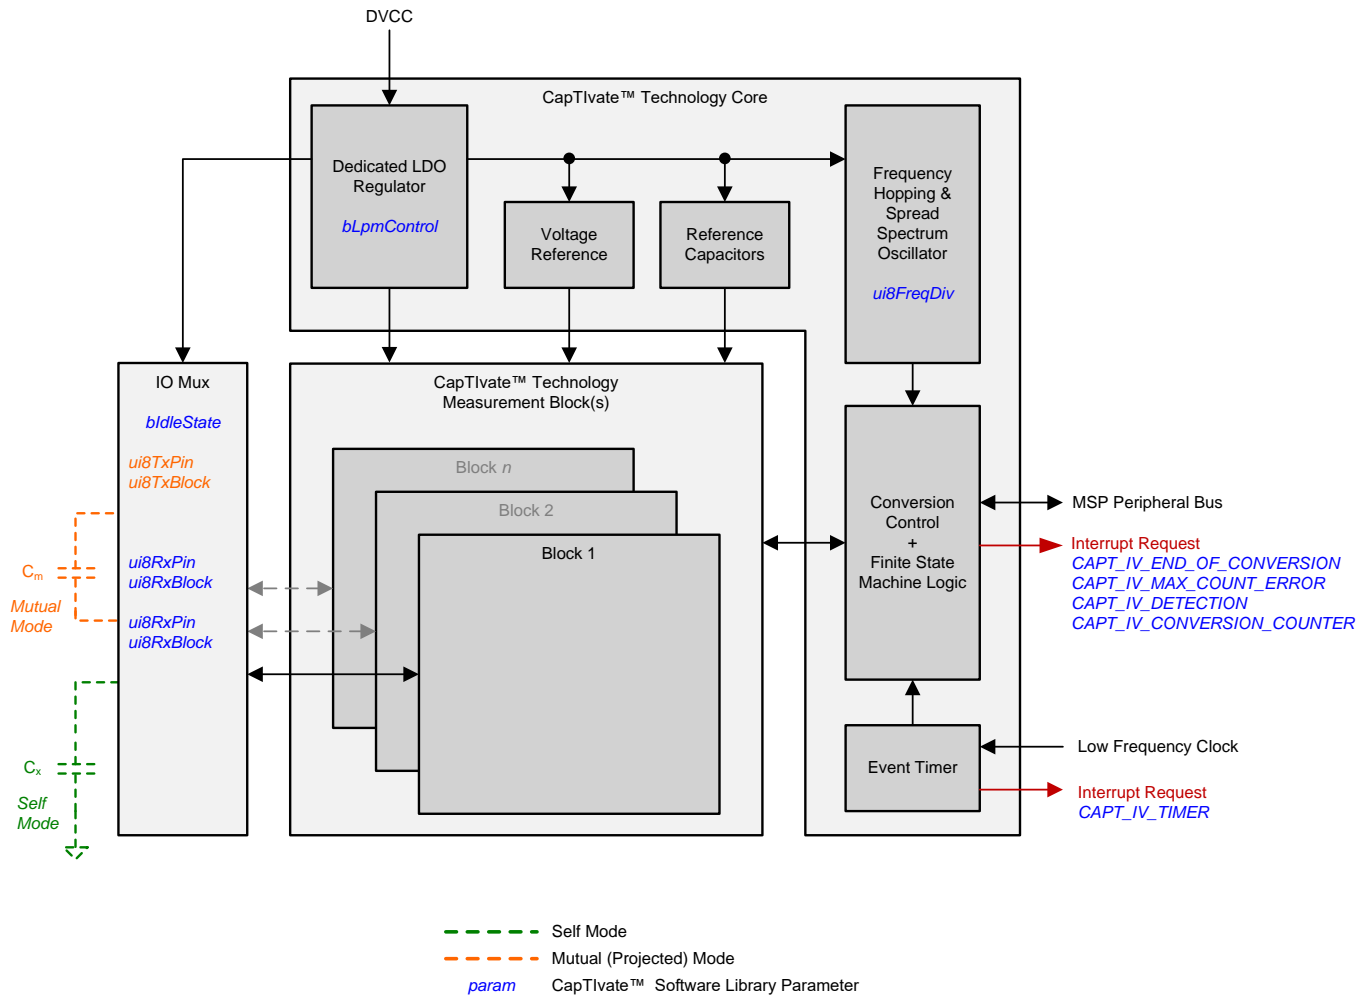 DVCC
CapTIvate™ Technology Core
Dedicated LDO
Regulator
bLpmControl
Voltage
Reference
Reference
Capacitors
Frequency
Hopping &
Spread
Spectrum
Oscillator
ui8FreqDiv
IO Mux
bIdleState
ui8TxPin
ui8TxBlock
ui8RxPin
ui8RxBlock
ui8RxPin
ui8RxBlock
Cm
Mutual
Mode
Cx
Self
Mode
CapTIvate™ Technology
Measurement Block(s)
Block n
Block 2
Block 1
Conversion
Control
+
Finite State
Machine Logic
MSP Peripheral Bus
Interrupt Request
CAPT_IV_END_OF_CONVERSION
CAPT_IV_MAX_COUNT_ERROR
CAPT_IV_DETECTION
CAPT_IV_CONVERSION_COUNTER
Event Timer
Low Frequency Clock
Interrupt Request
CAPT_IV_TIMER
Self Mode
Mutual (Projected) Mode
param CapTIvate™ Software Library Parameter